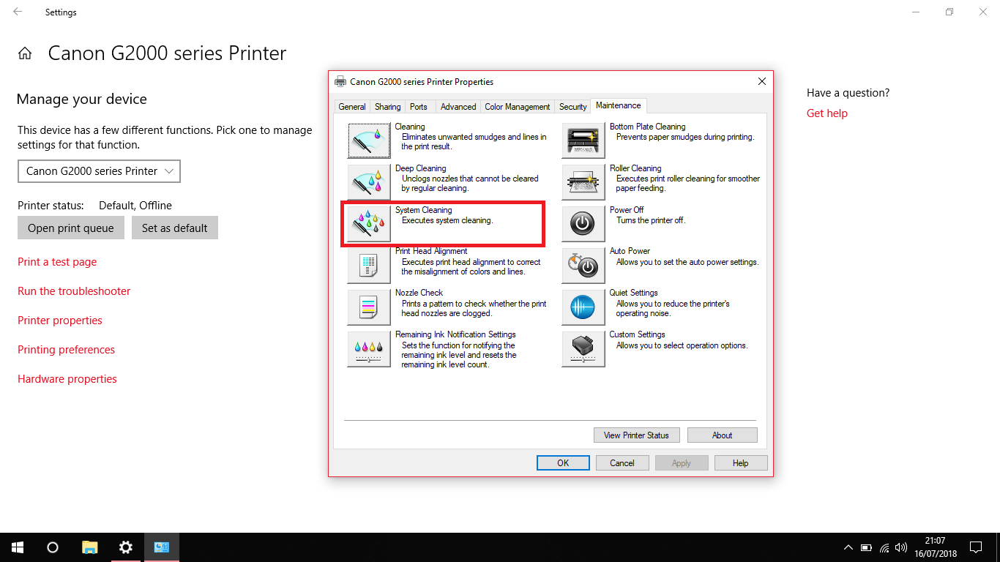 Settings
Canon G2000 series Printer
Manage your device
This device has a few different functions. Pick one to manage
settings for that function.
Canon G2000 series Printer
Printer status: Default, Offline
Open print queue
Set as default
Print a test page
Run the troubleshooter
Printer properties
Printing preferences
Hardware properties
Canon G2000 series Printer Properties
General
Sharing
Ports
Advanced
Color Management
Security
Maintenance
Cleaning
Eliminates unwanted smudges and lines in
the print result.
Deep Cleaning
Unclogs nozzles that cannot be cleared
by regular cleaning.
System Cleaning
Executes system cleaning.
Print Head Alignment
Executes print head alignment to correct
the misalignment of colors and lines.
Nozzle Check
Prints a pattern to check whether the print
head nozzles are clogged.
Remaining Ink Notification Settings
Sets the function for notifying the
remaining ink level and resets the
remaining ink level count.
Bottom Plate Cleaning
Prevents paper smudges during printing.
Roller Cleaning
Executes print roller cleaning for smoother
paper feeding.
Power Off
Turns the printer off.
Auto Power
Allows you to set the auto power settings.
Quiet Settings
Allows you to reduce the printer's
operating noise.
Custom Settings
Allows you to select operation options.
View Printer Status
About
OK
Cancel
Apply
Help
Have a question?
Get help
21:07
16/07/2018